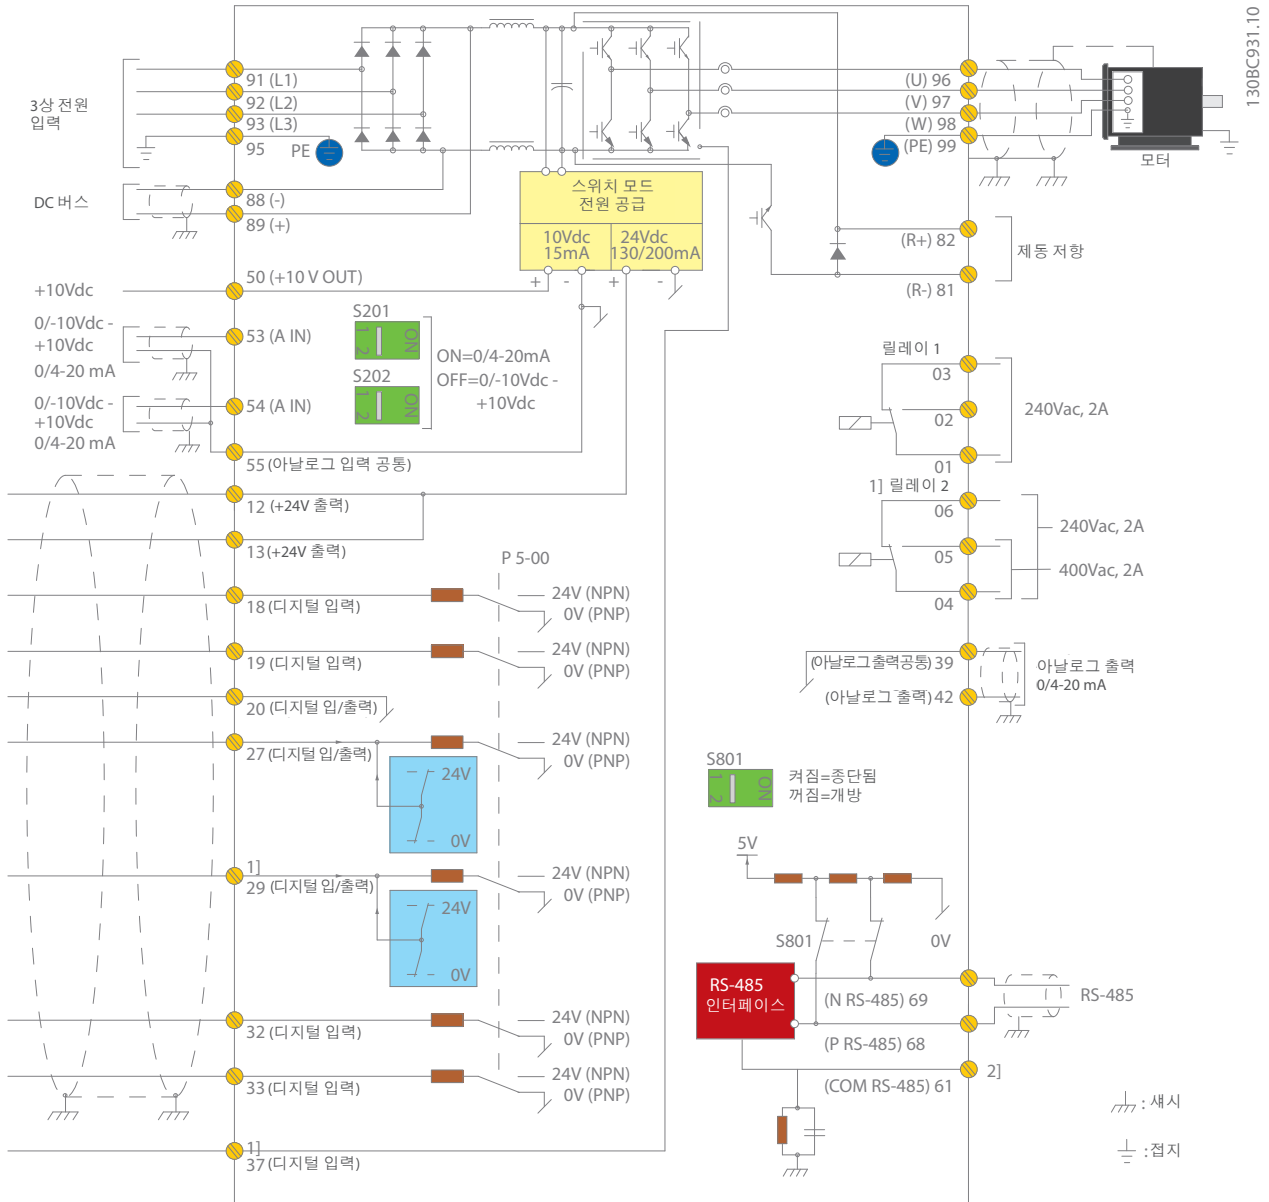 130BC931.10
3상 전원
입력
91 (L1)
92 (L2)
93 (L3)
95
PE
DC 버스
88 (-)
89 (+)
스위치 모드
전원 공급
10Vdc
15mA
24Vdc
130/200mA
+ - + -
(U) 96
(V) 97
(W) 98
(PE) 99
모터
(R+) 82
(R-) 81
제동 저항
+10Vdc
50 (+10 V OUT)
0/-10Vdc -
+10Vdc
0/4-20 mA
53 (A IN)
S201
1 2 ON
S202
1 2 ON
ON=0/4-20mA
OFF=0/-10Vdc -
+10Vdc
0/-10Vdc -
+10Vdc
0/4-20 mA
54 (A IN)
55 (아날로그 입력 공통)
릴레이 1
03
02
01
240Vac, 2A
1] 릴레이 2
06
05
04
240Vac, 2A
400Vac, 2A
12 (+24V 출력)
13 (+24V 출력)
P 5-00
18 (디지털 입력)
24V (NPN)
0V (PNP)
19 (디지털 입력)
24V (NPN)
0V (PNP)
20 (디지털 입/출력)
27 (디지털 입/출력)
24V (NPN)
0V (PNP)
24V
0V
1]
29 (디지털 입/출력)
24V (NPN)
0V (PNP)
24V
0V
32 (디지털 입력)
24V (NPN)
0V (PNP)
33 (디지털 입력)
24V (NPN)
0V (PNP)
1]
37 (디지털 입력)
(아날로그 출력공통) 39
(아날로그 출력) 42
아날로그 출력
0/4-20 mA
S801
1 2 ON
켜짐=종단됨
꺼짐=개방
5V
S801
0V
RS-485
인터페이스
(N RS-485) 69
(P RS-485) 68
(COM RS-485) 61
RS-485
2]
: 섀시
: 접지